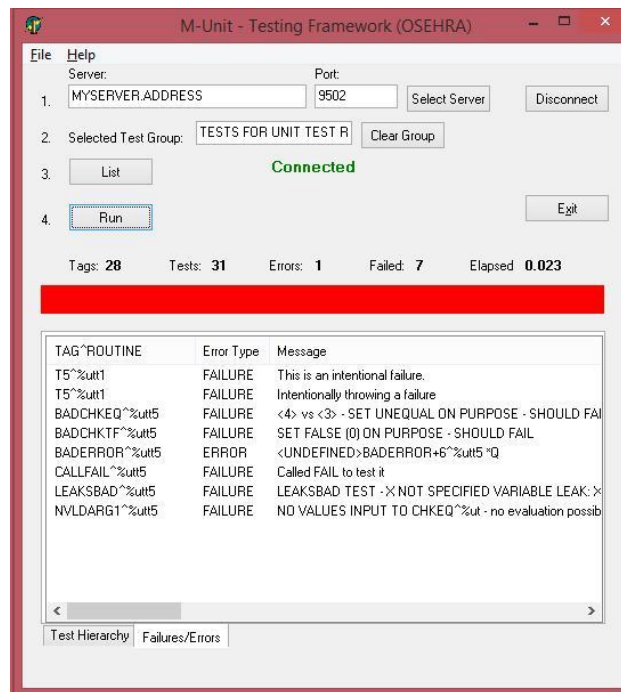 M-Unit - Testing Framework (OSEHRA)
File Help
Server: Port:
1. MYSERVER.ADDRESS 9502 Select Server Disconnect
2. Selected Test Group: TESTS FOR UNIT TEST R Clear Group
3. List Connected
Exit
4. Run
Tags: 28 Tests: 31 Errors: 1 Failed: 7 Elapsed 0.023
TAG^ROUTINE Error Type Message
T5^%utt1 FAILURE This is an intentional failure.
T5^%utt1 FAILURE Intentionally throwing a failure
BADCHKEQ^%utt5 FAILURE <4> vs <3> - SET UNEQUAL ON PURPOSE - SHOULD FAI
BADCHKTF^%utt5 FAILURE SET FALSE (0) ON PURPOSE - SHOULD FAIL
BADERROR^%utt5 ERROR <UNDEFINED>BADERROR+6^%utt5 *Q
CALLFAIL^%utt5 FAILURE Called FAIL to test it
LEAKSBAD^%utt5 FAILURE LEAKSBAD TEST - X NOT SPECIFIED VARIABLE LEAK: X
NVLDARG1^%utt5 FAILURE NO VALUES INPUT TO CHKEQ^%ut - no evaluation possib
Test Hierarchy Failures/Errors